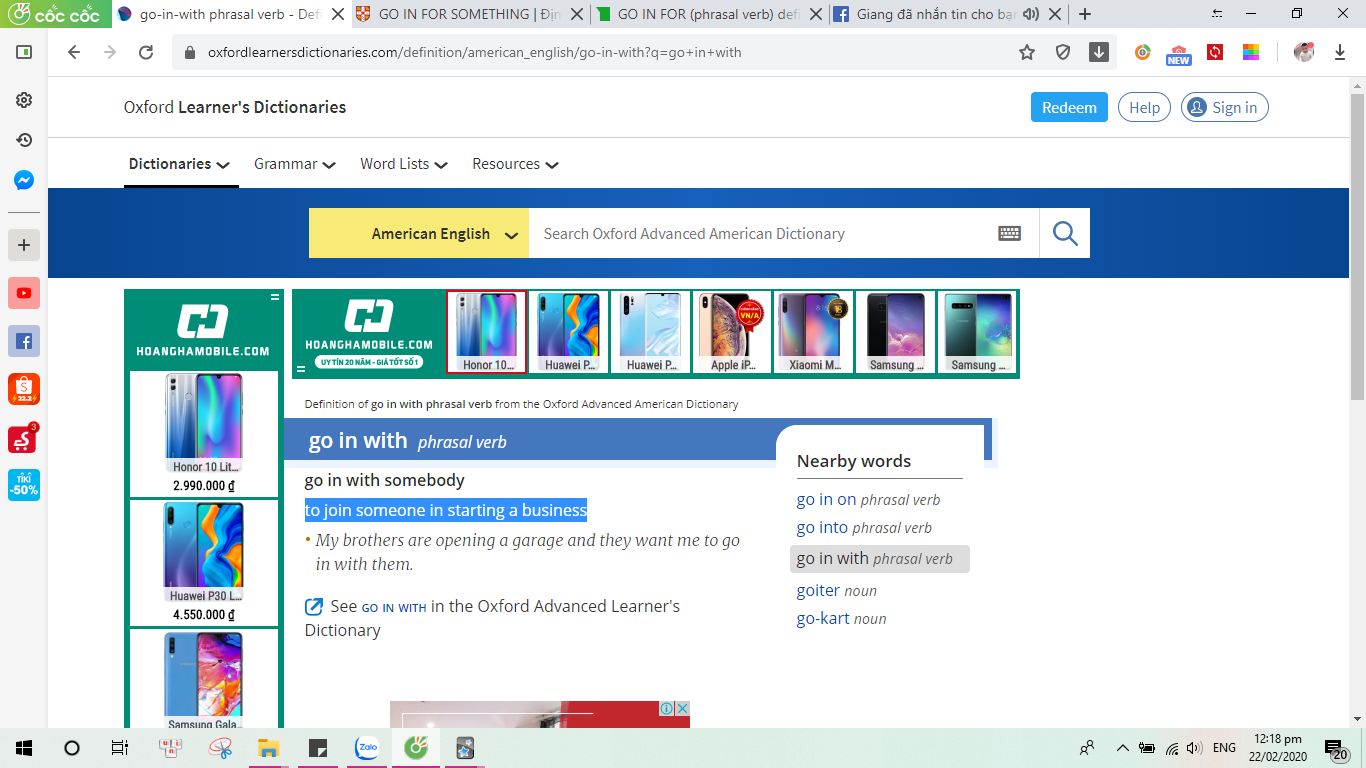 cốc cốc
go-in-with phrasal verb - Def
GO IN FOR SOMETHING | Địn
GO IN FOR (phrasal verb) defi
Giang đã nhắn tin cho bạn
oxfordlearnersdictionaries.com/definition/american_english/go-in-with?q=go+in+with
NEW
Oxford Learner's Dictionaries
Redeem
Help
Sign in
Dictionaries
Grammar
Word Lists
Resources
American English
Search Oxford Advanced American Dictionary
HOANGHAMOBILE.COM
Honor 10 Lit...
2.990.000 ₫
Huawei P30 L...
4.550.000 ₫
Samsung Gala...
HOANGHAMOBILE.COM
UY TÍN 20 NĂM - GIÁ TỐT SỐ 1
Honor 10...
Huawei P...
Huawei P...
VN/A
Apple iP...
Xiaomi M...
Samsung ...
Samsung ...
Definition of go in with phrasal verb from the Oxford Advanced American Dictionary
go in with phrasal verb
go in with somebody
to join someone in starting a business
• My brothers are opening a garage and they want me to go
in with them.
See GO IN WITH in the Oxford Advanced Learner's
Dictionary
Nearby words
go in on phrasal verb
go into phrasal verb
go in with phrasal verb
goiter noun
go-kart noun
22.2
3
TIKI
-50%
Zalo
ENG
12:18 pm
22/02/2020
20